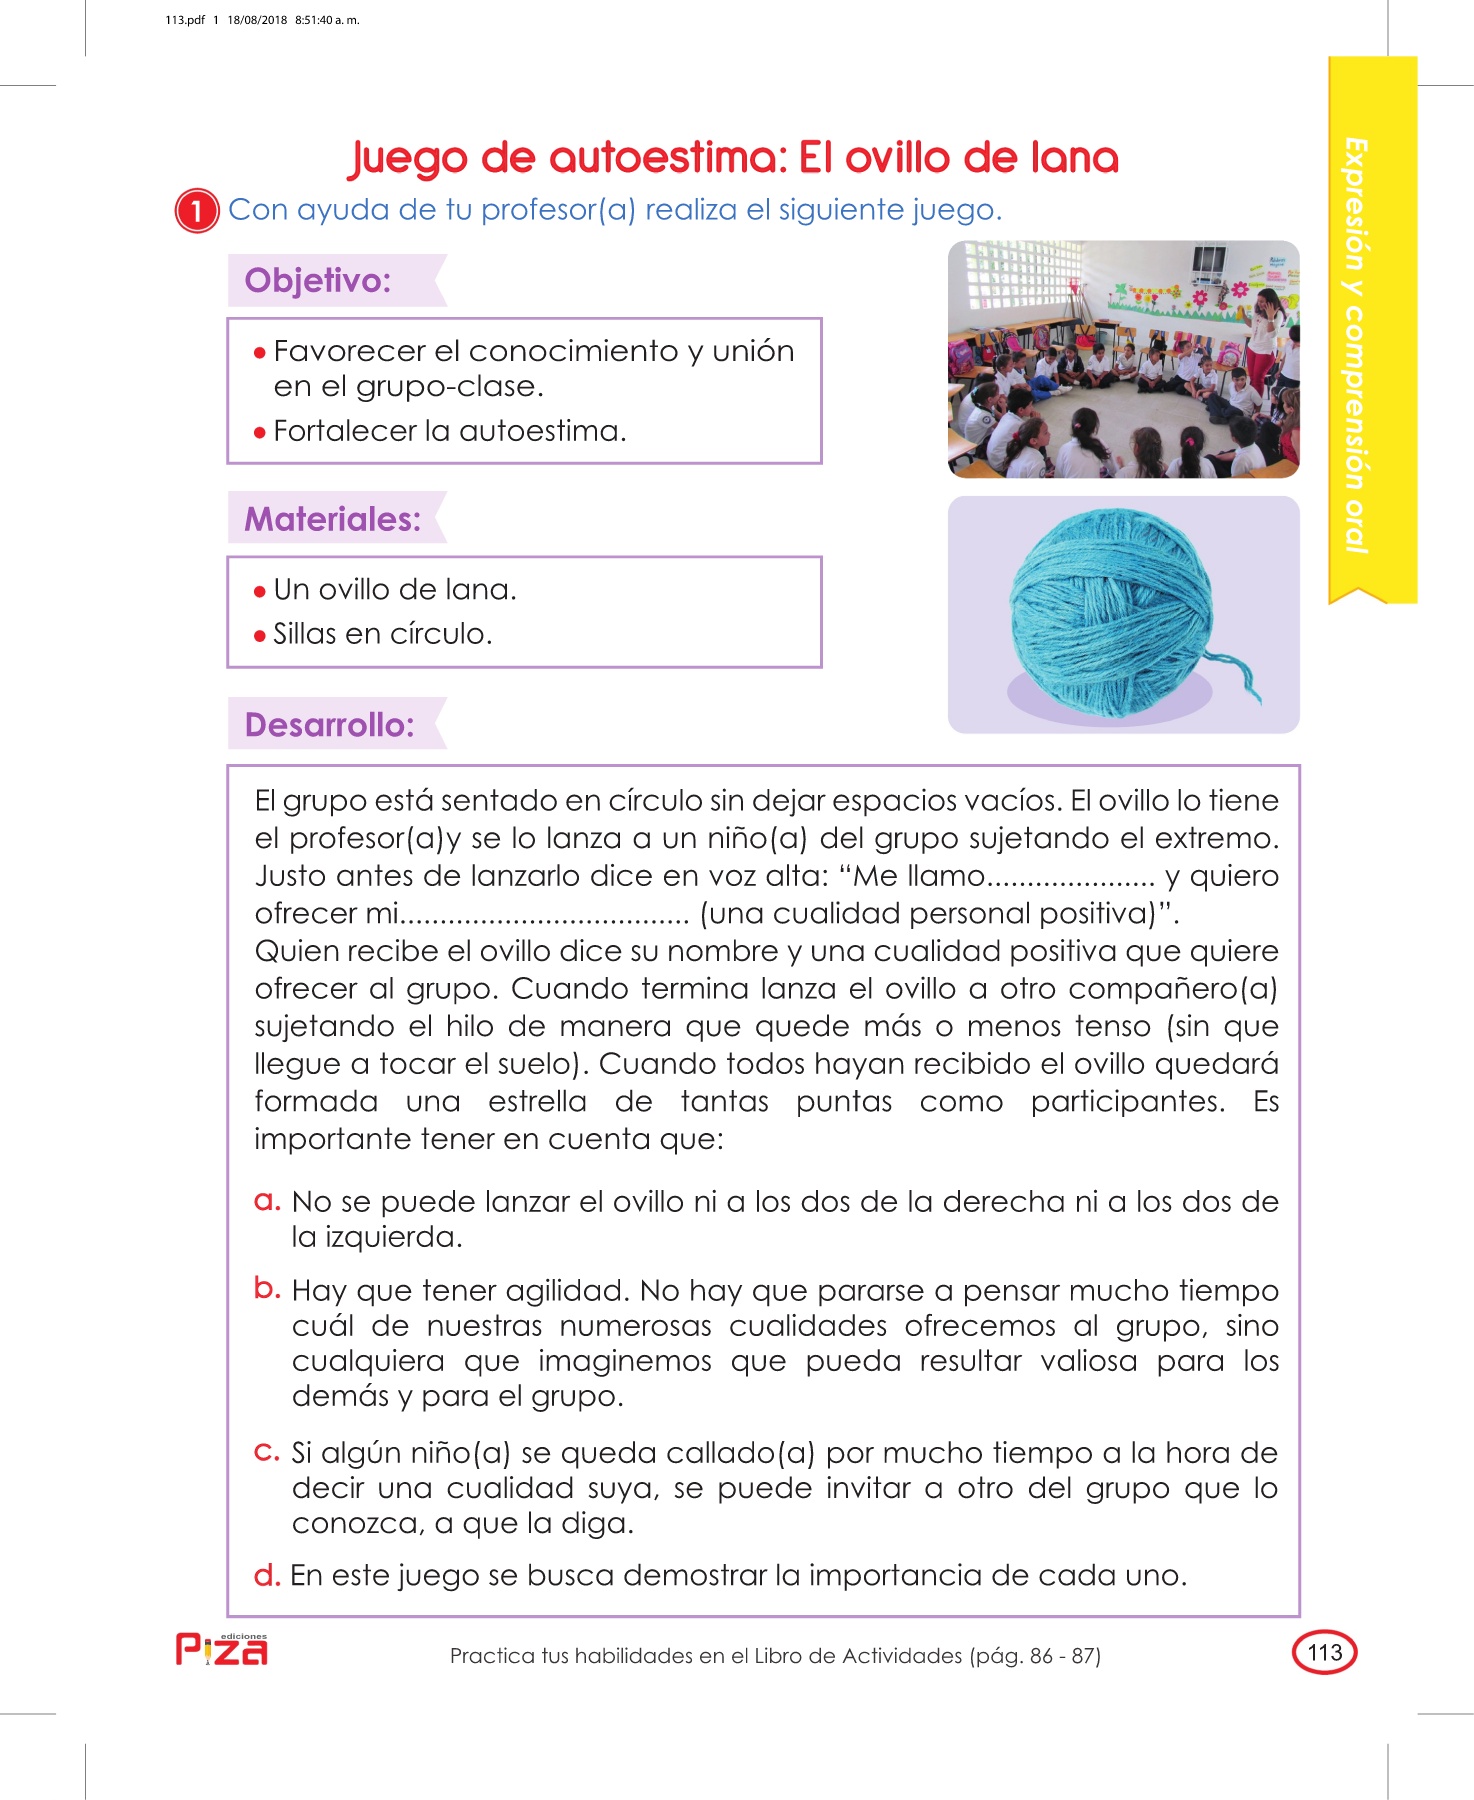 113.pdf 1 18/08/2018 8:51:40 a. m.
Juego de autoestima: El ovillo de lana
1 Con ayuda de tu profesor(a) realiza el siguiente juego.
Objetivo:
• Favorecer el conocimiento y unión
en el grupo-clase.
• Fortalecer la autoestima.
Materiales:
• Un ovillo de lana.
• Sillas en círculo.
Desarrollo:
El grupo está sentado en círculo sin dejar espacios vacíos. El ovillo lo tiene
el profesor(a)y se lo lanza a un niño(a) del grupo sujetando el extremo.
Justo antes de lanzarlo dice en voz alta: “Me llamo..................... y quiero
ofrecer mi.................................... (una cualidad personal positiva)”.
Quien recibe el ovillo dice su nombre y una cualidad positiva que quiere
ofrecer al grupo. Cuando termina lanza el ovillo a otro compañero(a)
sujetando el hilo de manera que quede más o menos tenso (sin que
llegue a tocar el suelo). Cuando todos hayan recibido el ovillo quedará
formada una estrella de tantas puntas como participantes. Es
importante tener en cuenta que:
a. No se puede lanzar el ovillo ni a los dos de la derecha ni a los dos de
la izquierda.
b. Hay que tener agilidad. No hay que pararse a pensar mucho tiempo
cuál de nuestras numerosas cualidades ofrecemos al grupo, sino
cualquiera que imaginemos que pueda resultar valiosa para los
demás y para el grupo.
c. Si algún niño(a) se queda callado(a) por mucho tiempo a la hora de
decir una cualidad suya, se puede invitar a otro del grupo que lo
conozca, a que la diga.
d. En este juego se busca demostrar la importancia de cada uno.
Expresión y comprensión oral
ediciones
Piza
Practica tus habilidades en el Libro de Actividades (pág. 86 - 87)
113